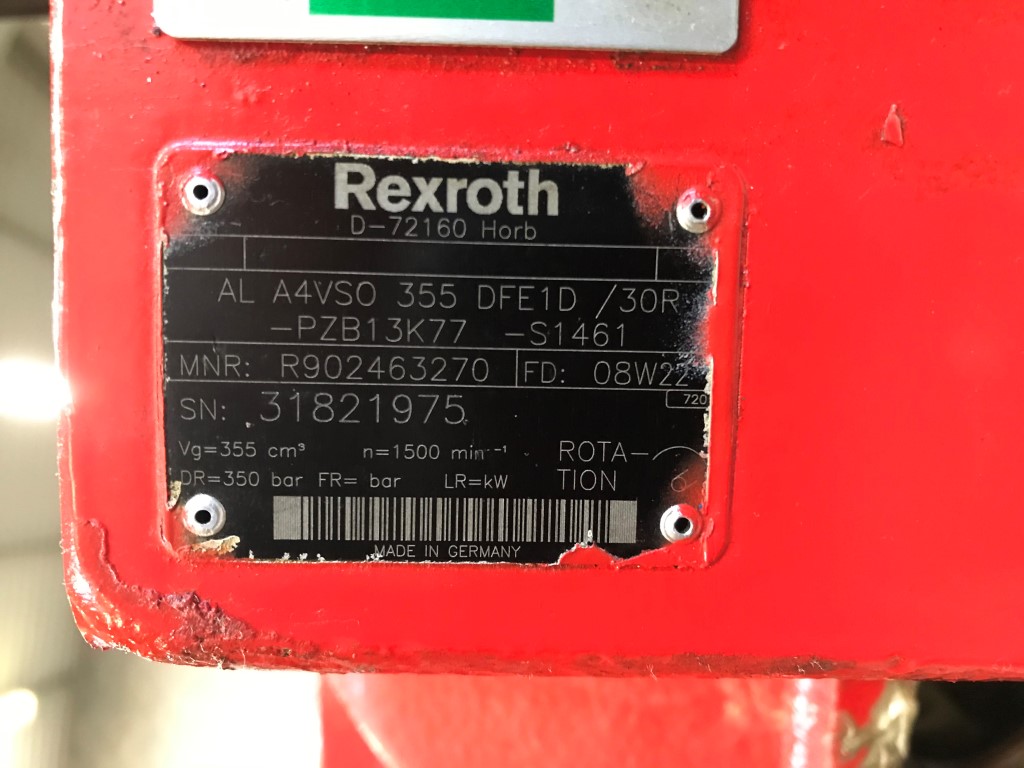 Rexroth
D-72160 Horb
AL A4VSO 355 DFE1D /30R
-PZB13K77 -S1461
MNR: R902463270 FD: 08W22
720
SN: 31821975
Vg=355 cm³ n=1500 min⁻¹ ROTA-
DR=350 bar FR= bar LR=kW TION
MADE IN GERMANY